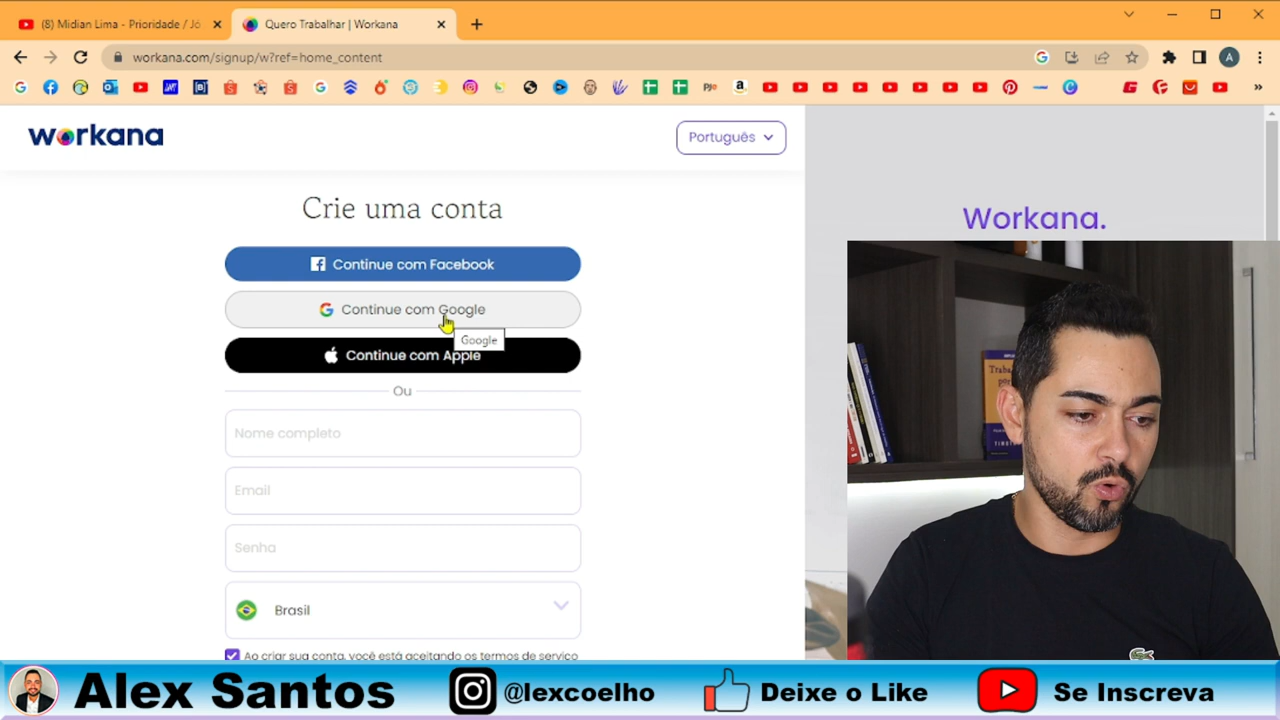 (8) Midian Lima - Prioridade / Jó
Quero Trabalhar | Workana
workana.com/signup/w?ref=home_content
A
workana
Português
Workana.
Crie uma conta
Continue com Facebook
Continue com Google
Google
Continue com Apple
Ou
Nome completo
Email
Senha
Brasil
Ao criar sua conta, você está aceitando os termos de serviço
Alex Santos
@lexcoelho
Deixe o Like
Se Inscreva